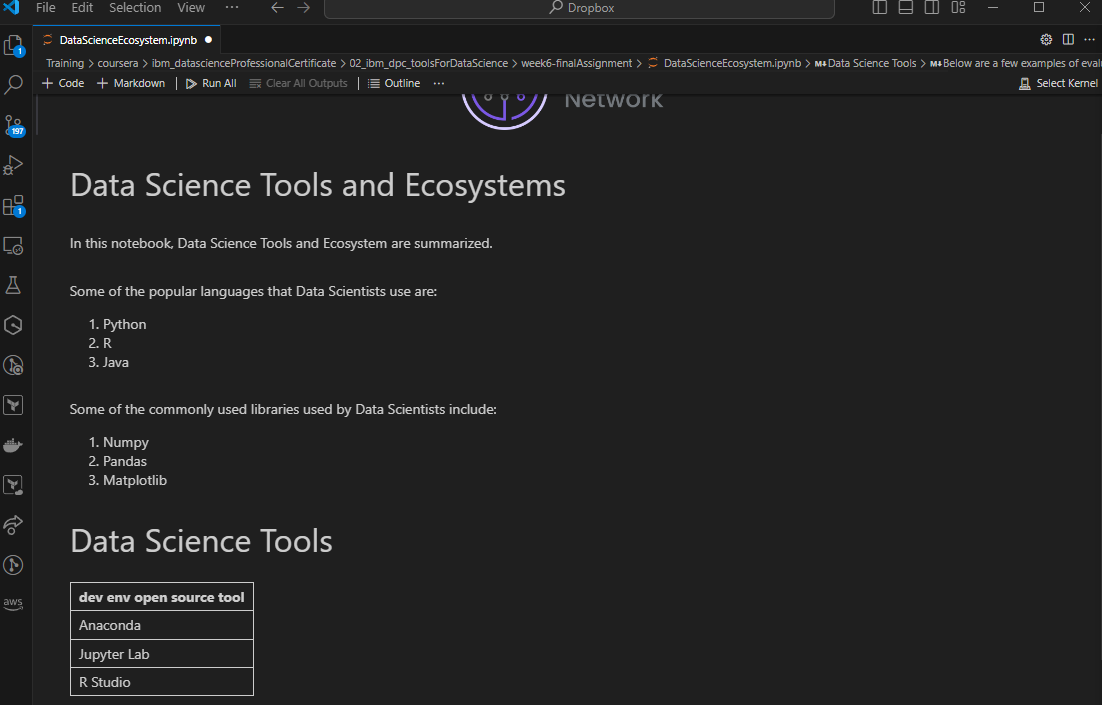 File Edit Selection View ··· Dropbox
DataScienceEcosystem.ipynb
Training > coursera > ibm_datascienceProfessionalCertificate > 02_ibm_dpc_toolsForDataScience > week6-finalAssignment > DataScienceEcosystem.ipynb > M↓Data Science Tools > M↓Below are a few examples of eval
+ Code + Markdown | Run All Clear All Outputs | Outline ··· Select Kernel
1
197
1
aws
Network
Data Science Tools and Ecosystems
In this notebook, Data Science Tools and Ecosystem are summarized.
Some of the popular languages that Data Scientists use are:
1. Python
2. R
3. Java
Some of the commonly used libraries used by Data Scientists include:
1. Numpy
2. Pandas
3. Matplotlib
Data Science Tools
dev env open source tool
Anaconda
Jupyter Lab
R Studio